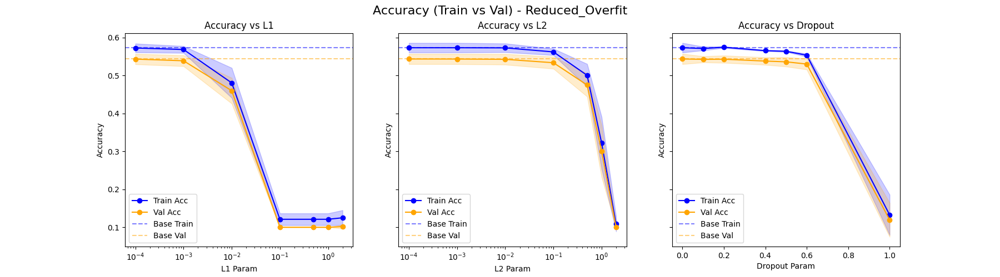 Accuracy (Train vs Val) - Reduced_Overfit
Accuracy vs L1
Accuracy
0.6
0.5
0.4
0.3
0.2
0.1
Train Acc
Val Acc
Base Train
Base Val
10⁻⁴
10⁻³
10⁻²
10⁻¹
10⁰
L1 Param
Accuracy vs L2
Accuracy
Train Acc
Val Acc
Base Train
Base Val
10⁻⁴
10⁻³
10⁻²
10⁻¹
10⁰
L2 Param
Accuracy vs Dropout
Accuracy
Train Acc
Val Acc
Base Train
Base Val
0.0
0.2
0.4
0.6
0.8
1.0
Dropout Param